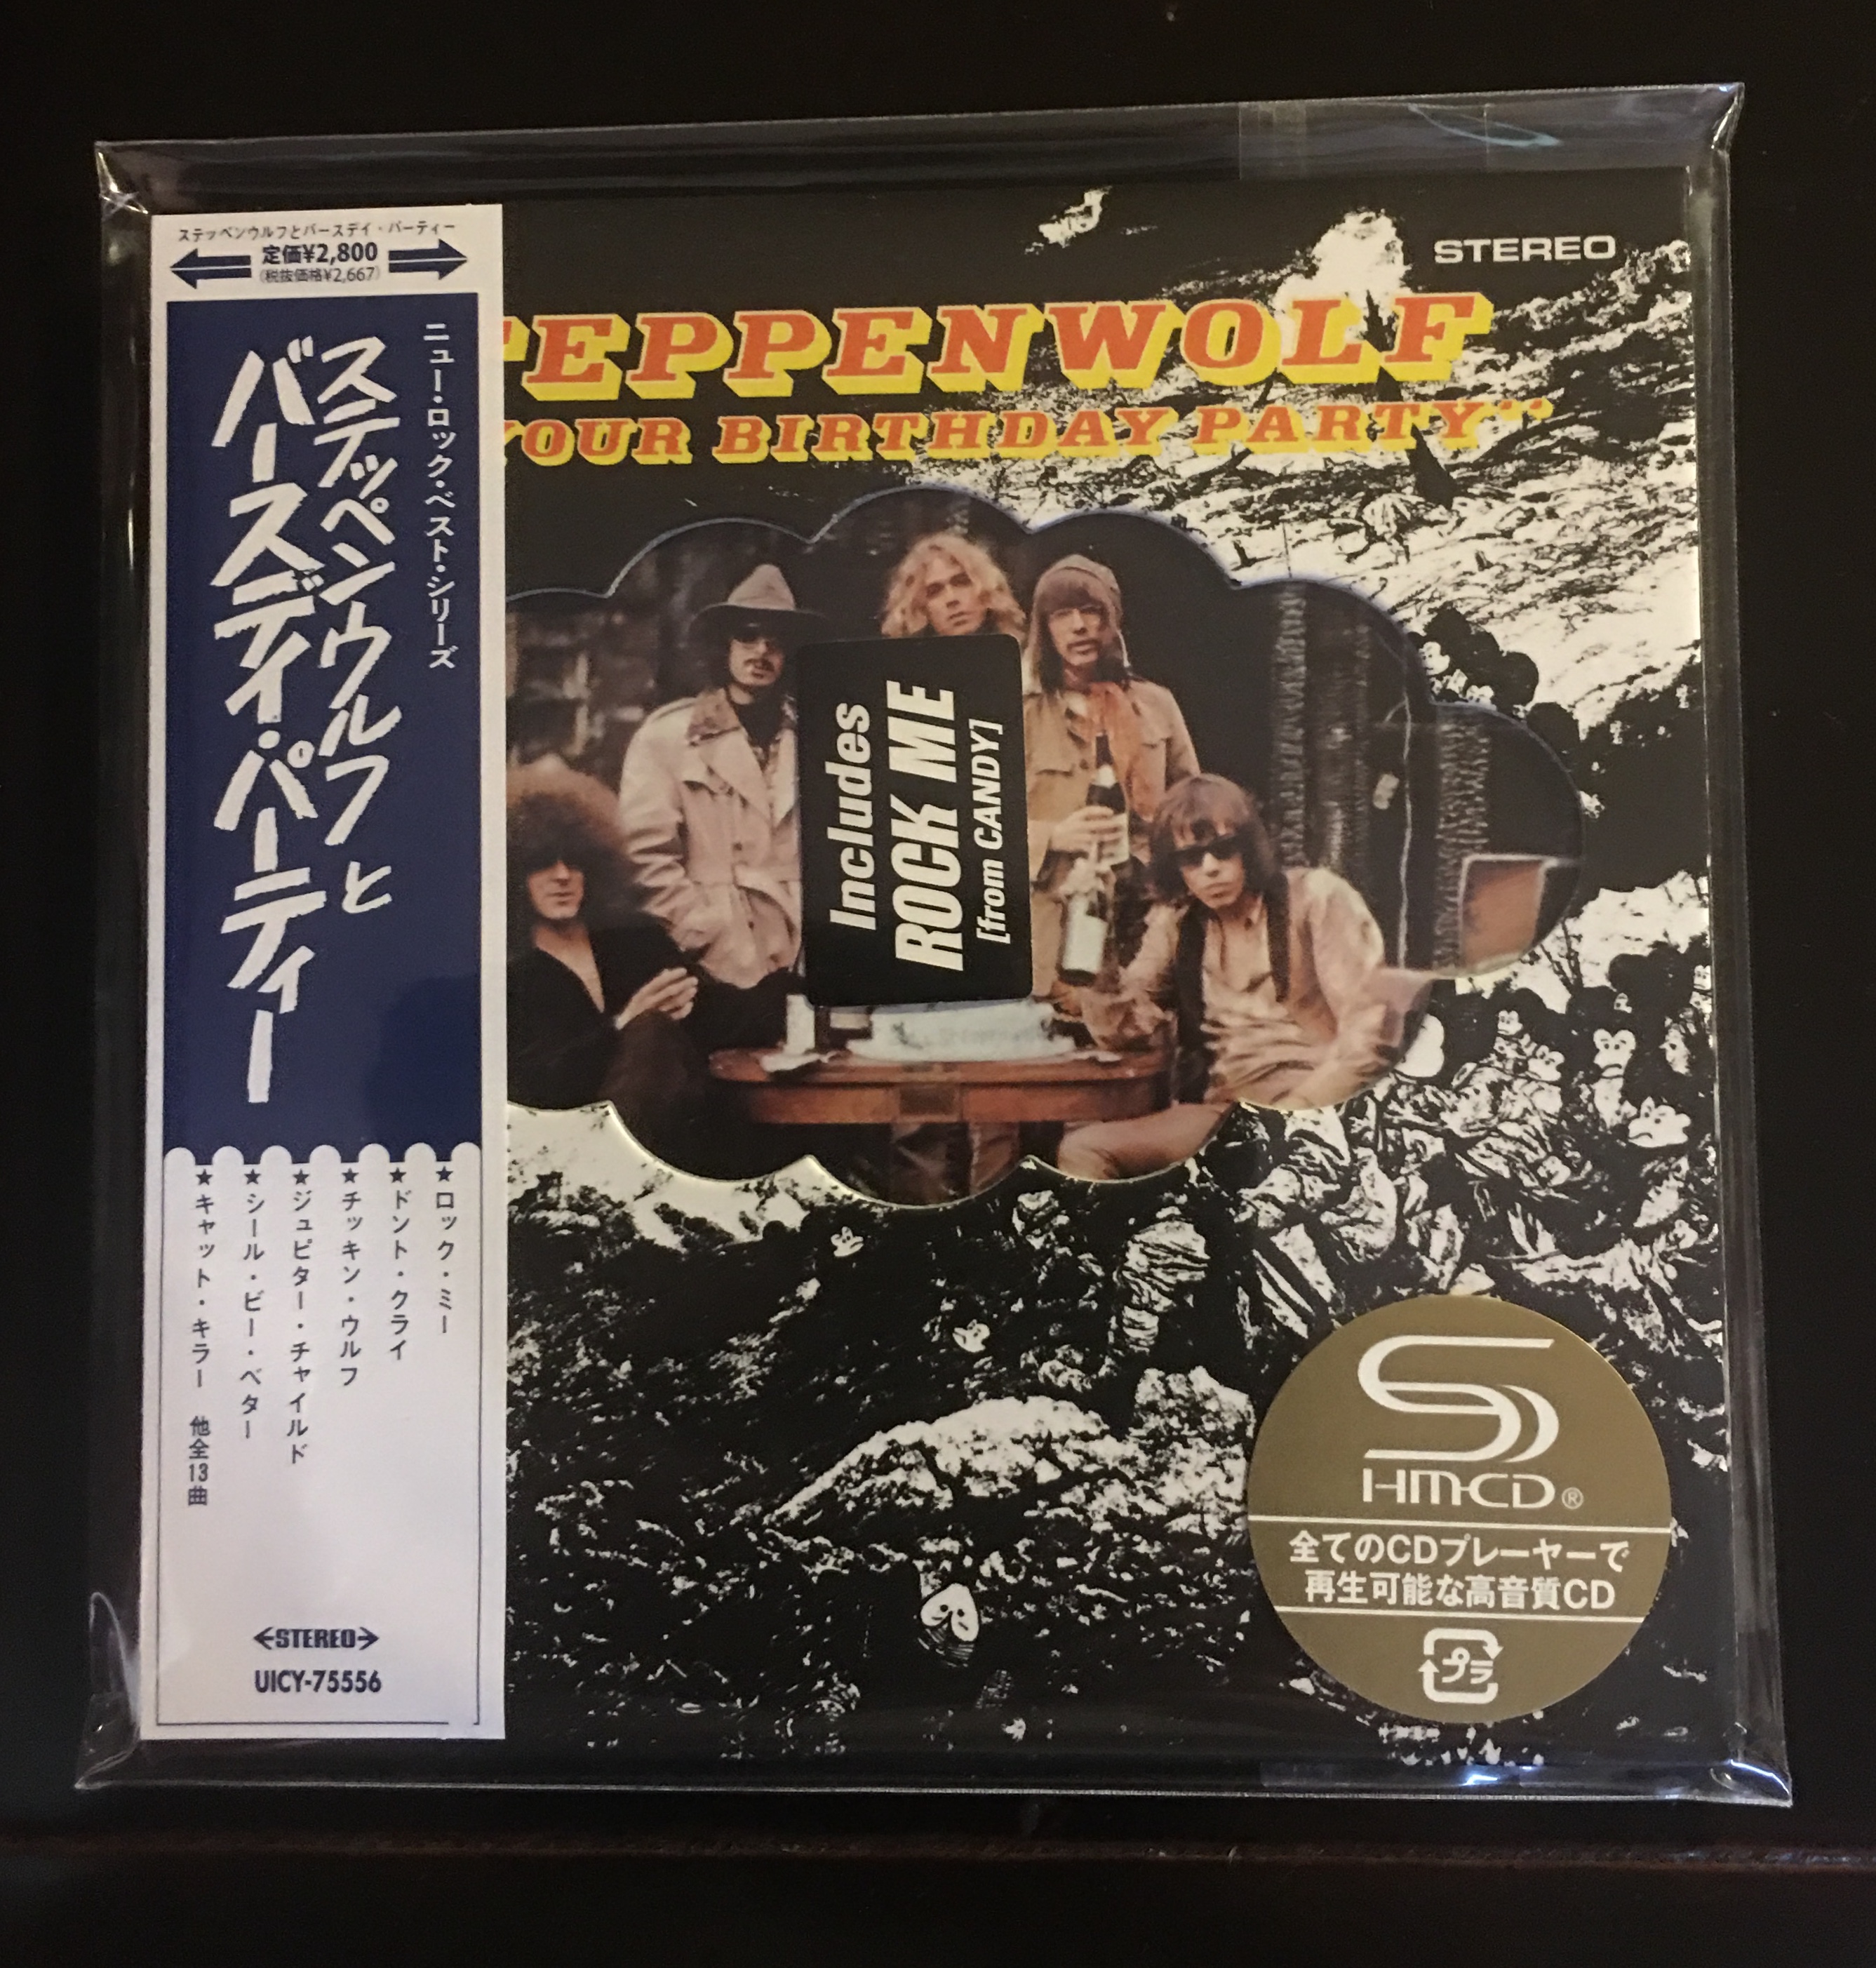 ステッペンウルフとバースデイ・パーティー
定価¥2,800
(税抜価格¥2,667)
ニュー・ロック・ベスト・シリーズ
ステッペンウルフと
バースデイ・パーティー
★ロック・ミー
★ドント・クライ
★チッキン・ウルフ
★ジュピター・チャイルド
★シール・ビー・ベター
★キャット・キラー 他全13曲
STEREO
UICY-75556
STEREO
TEPPENWOLF
YOUR BIRTHDAY PARTY"
Includes
ROCK ME
[from CANDY]
HM-CD®
全てのCDプレーヤーで
再生可能な高音質CD
プラ